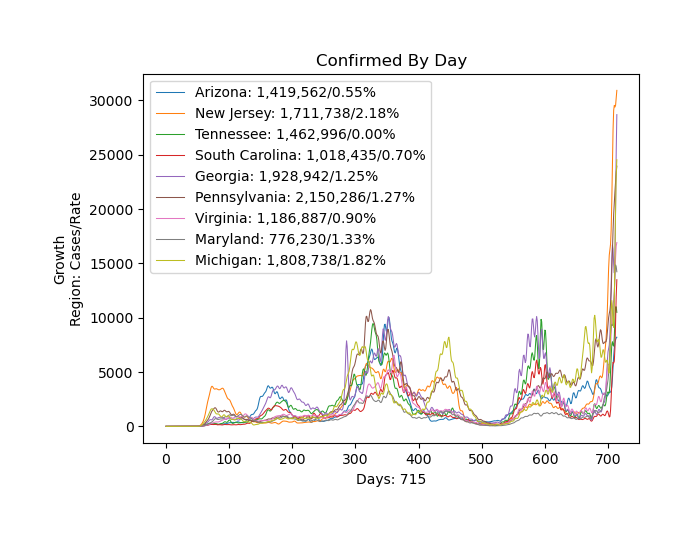 Confirmed By Day
Growth
Region: Cases/Rate
30000
25000
20000
15000
10000
5000
0
Arizona: 1,419,562/0.55%
New Jersey: 1,711,738/2.18%
Tennessee: 1,462,996/0.00%
South Carolina: 1,018,435/0.70%
Georgia: 1,928,942/1.25%
Pennsylvania: 2,150,286/1.27%
Virginia: 1,186,887/0.90%
Maryland: 776,230/1.33%
Michigan: 1,808,738/1.82%
0 100 200 300 400 500 600 700
Days: 715